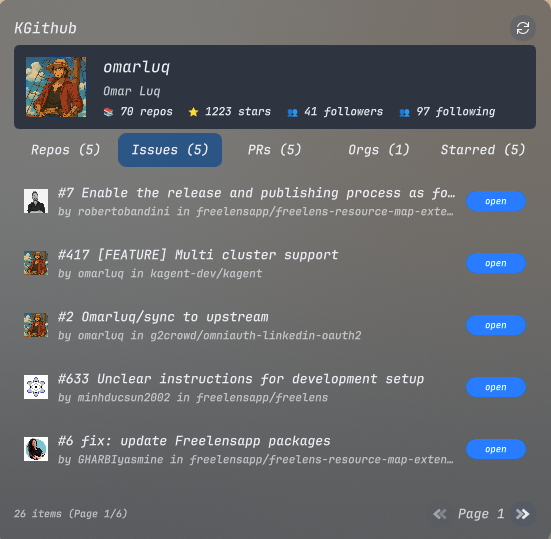 KGithub
omarluq
Omar Luq
📚 70 repos ⭐ 1223 stars 👥 41 followers 👥 97 following
Repos (5) Issues (5) PRs (5) Orgs (1) Starred (5)
#7 Enable the release and publishing process as fo…
by robertobandini in freelensapp/freelens-resource-map-exte…
open
#417 [FEATURE] Multi cluster support
by omarluq in kagent-dev/kagent
open
#2 Omarluq/sync to upstream
by omarluq in g2crowd/omniauth-linkedin-oauth2
open
#633 Unclear instructions for development setup
by minhducsun2002 in freelensapp/freelens
open
#6 fix: update Freelensapp packages
by GHARBIyasmine in freelensapp/freelens-resource-map-exten…
open
26 items (Page 1/6)
Page 1